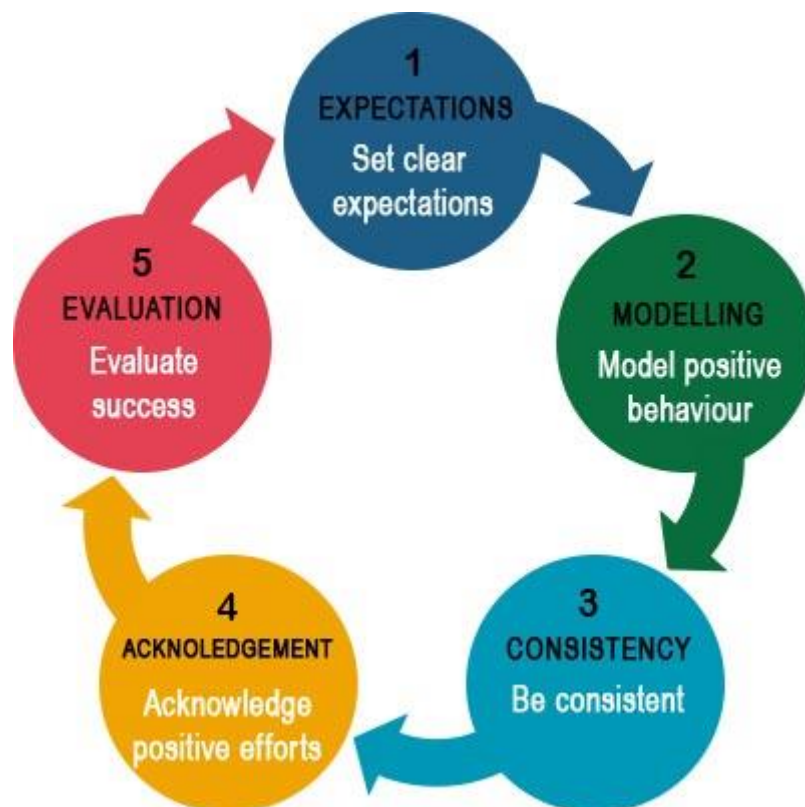 1
EXPECTATIONS
Set clear
expectations
2
MODELLING
Model positive
behaviour
3
CONSISTENCY
Be consistent
4
ACKNOLEDGEMENT
Acknowledge
positive efforts
5
EVALUATION
Evaluate
success